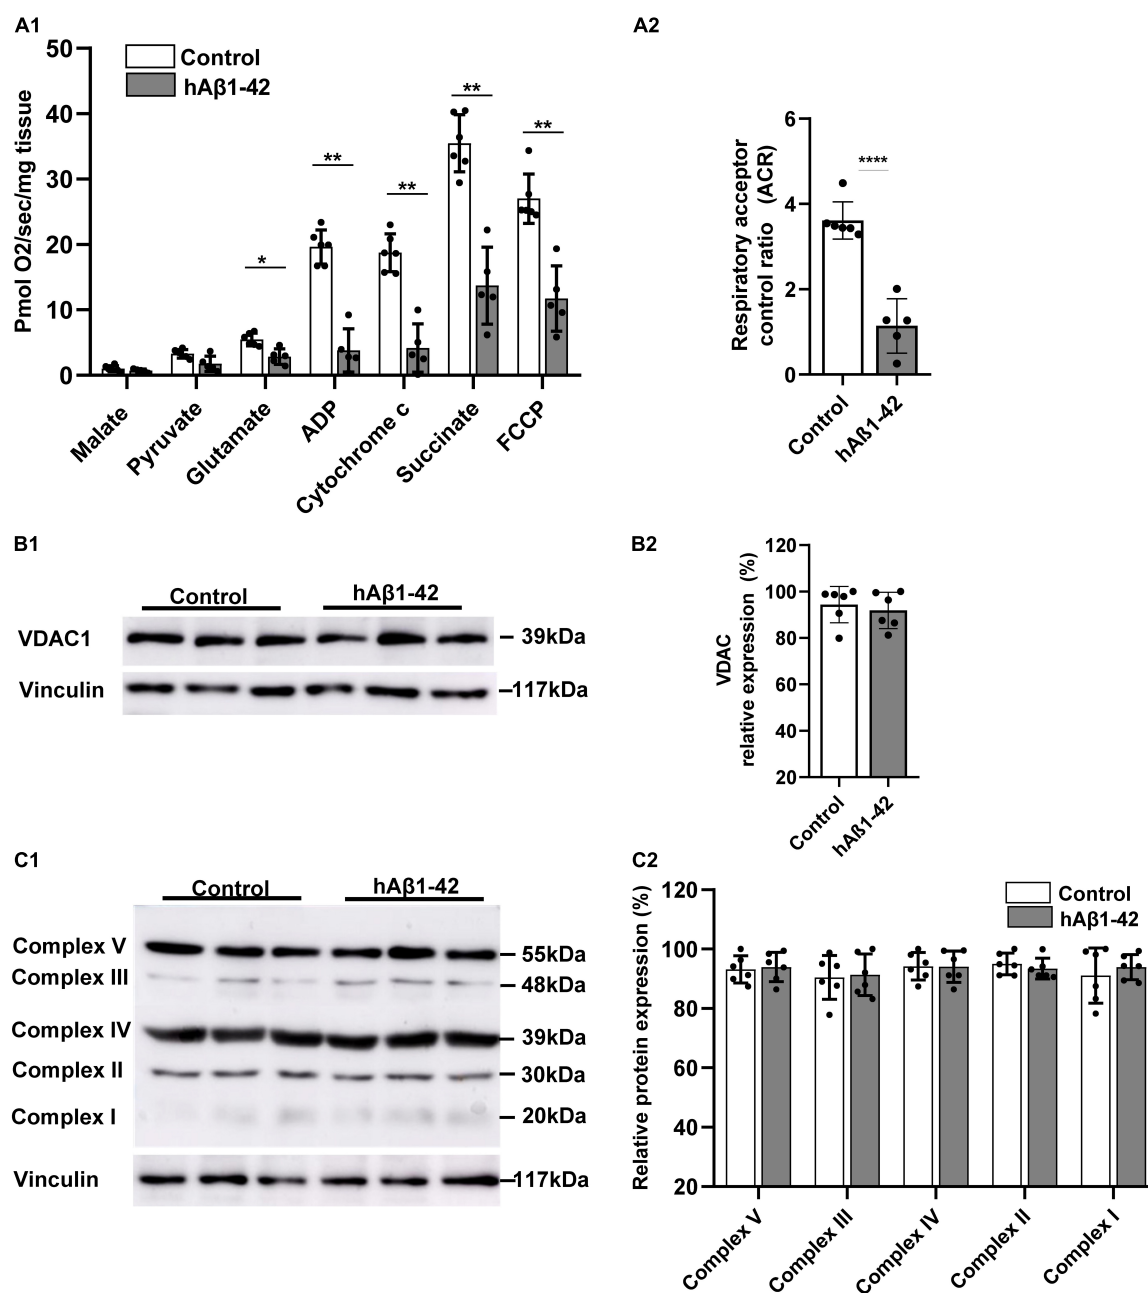 A1
50
40
30
20
10
0
Pmol O2/sec/mg tissue
Control
hAβ1-42
*
**
**
**
**
Malate
Pyruvate
Glutamate
ADP
Cytochrome c
Succinate
FCCP
A2
6
4
2
0
Respiratory acceptor
control ratio (ACR)
****
Control
hAß1-42
B1
Control
hAβ1-42
VDAC1
39kDa
Vinculin
117kDa
B2
120
100
80
60
40
20
VDAC
relative expression (%)
Control
hAß1-42
C1
Control
hAβ1-42
Complex V
55kDa
Complex III
48kDa
Complex IV
39kDa
Complex II
30kDa
Complex I
20kDa
Vinculin
117kDa
C2
120
100
80
60
40
20
Relative protein expression (%)
Control
hAβ1-42
Complex V
Complex III
Complex IV
Complex II
Complex I